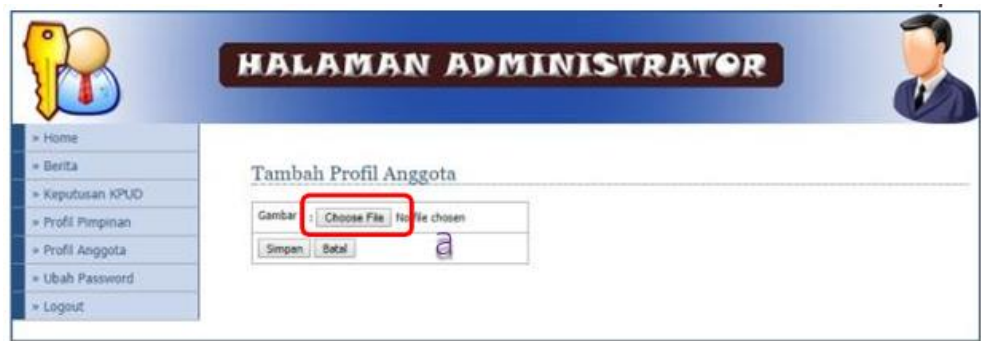 HALAMAN ADMINISTRATOR
» Home
» Berita
» Keputusan KPUD
» Profil Pimpinan
» Profil Anggota
» Ubah Password
» Logout
Tambah Profil Anggota
Gambar : Choose File No file chosen
Simpan Batal
a